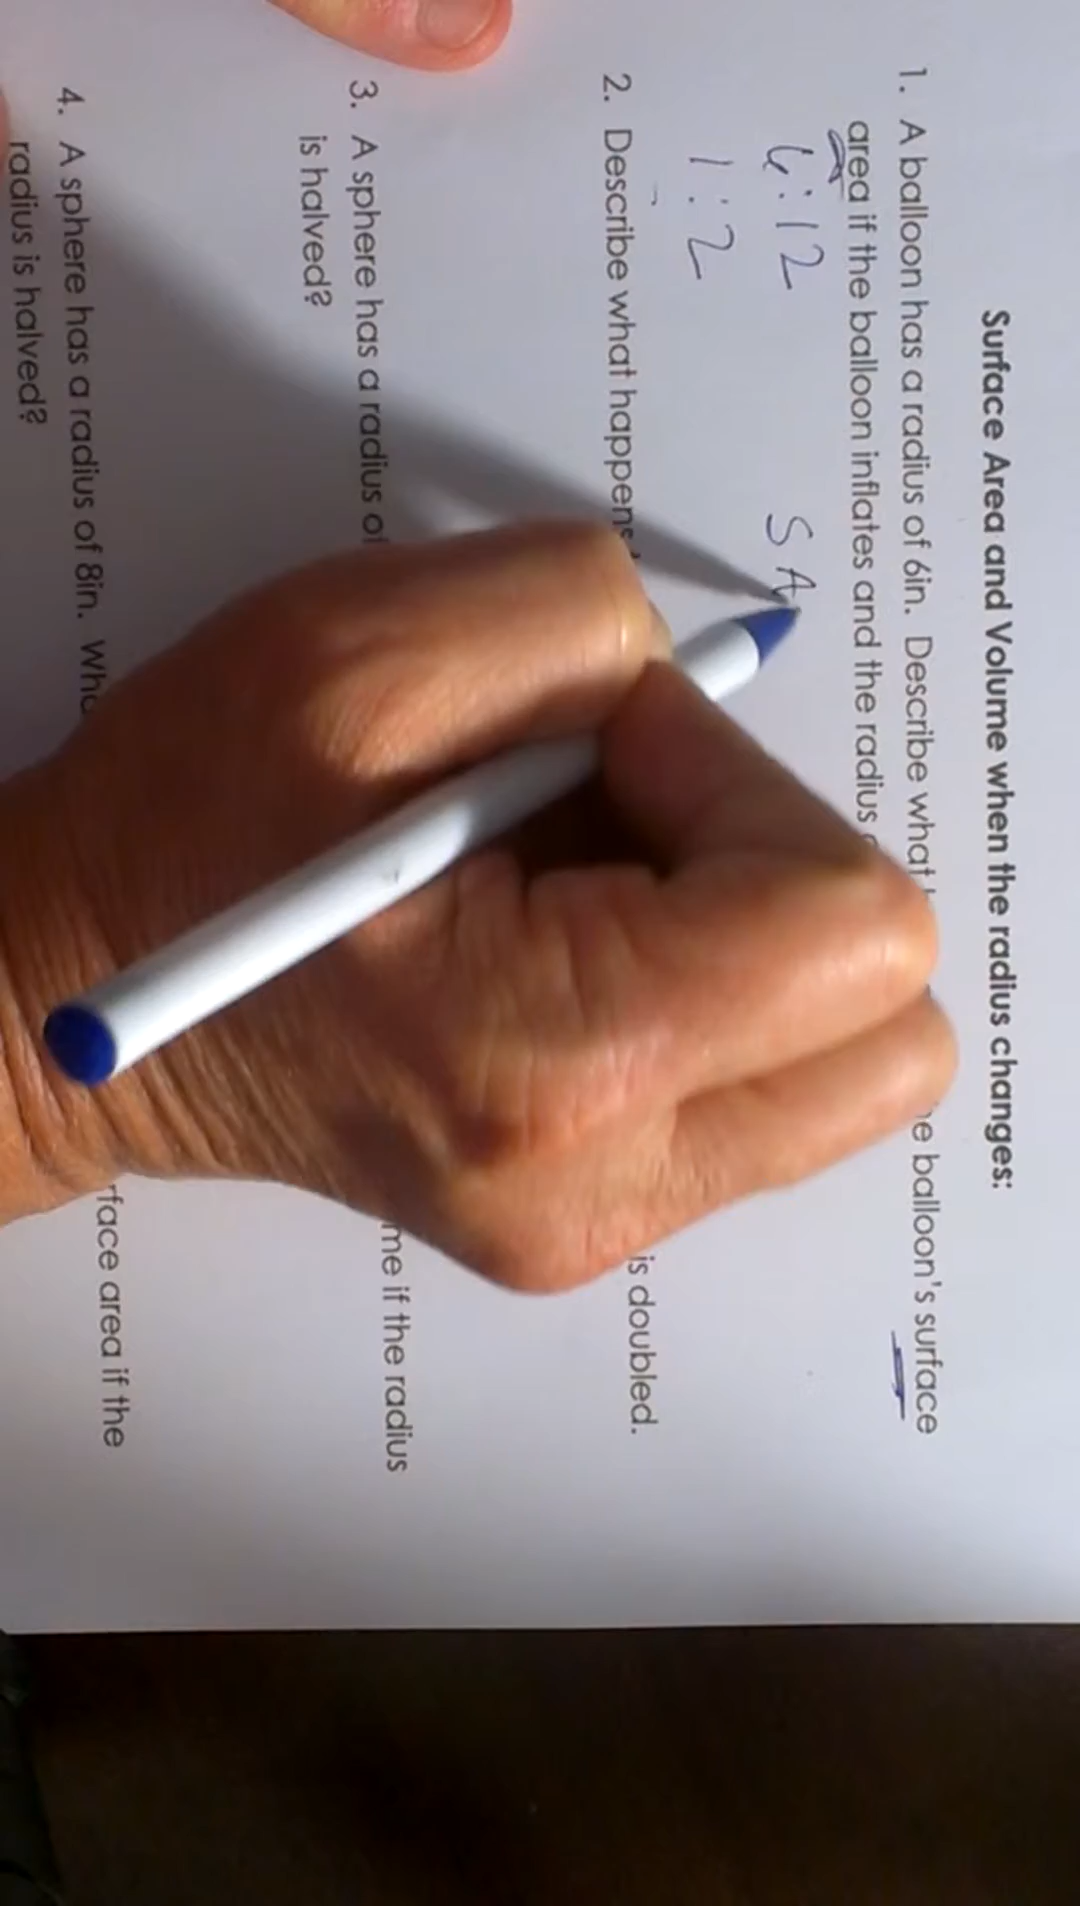 Surface Area and Volume when the radius changes:
1. A balloon has a radius of 6in. Describe what balloon's surface
area if the balloon inflates and the radius
6:12 SA
1:2
2. Describe what happens is doubled.
3. A sphere has a radius of if the radius
is halved?
4. A sphere has a radius of 8in. area if the
radius is halved?